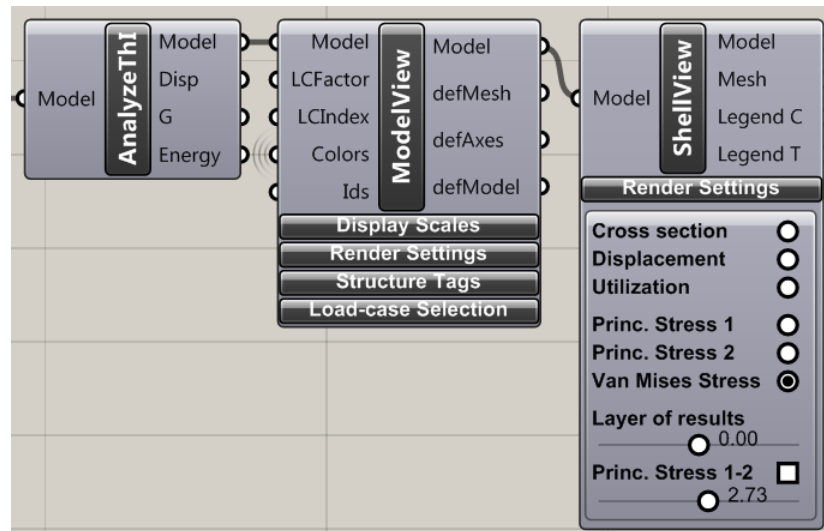 Model
AnalyzeThI
Model
Disp
G
Energy
Model
LCFactor
LCIndex
Colors
Ids
ModelView
Model
defMesh
defAxes
defModel
Display Scales
Render Settings
Structure Tags
Load-case Selection
Model
ShellView
Model
Mesh
Legend C
Legend T
Render Settings
Cross section
Displacement
Utilization
Princ. Stress 1
Princ. Stress 2
Van Mises Stress
Layer of results
0.00
Princ. Stress 1-2
2.73